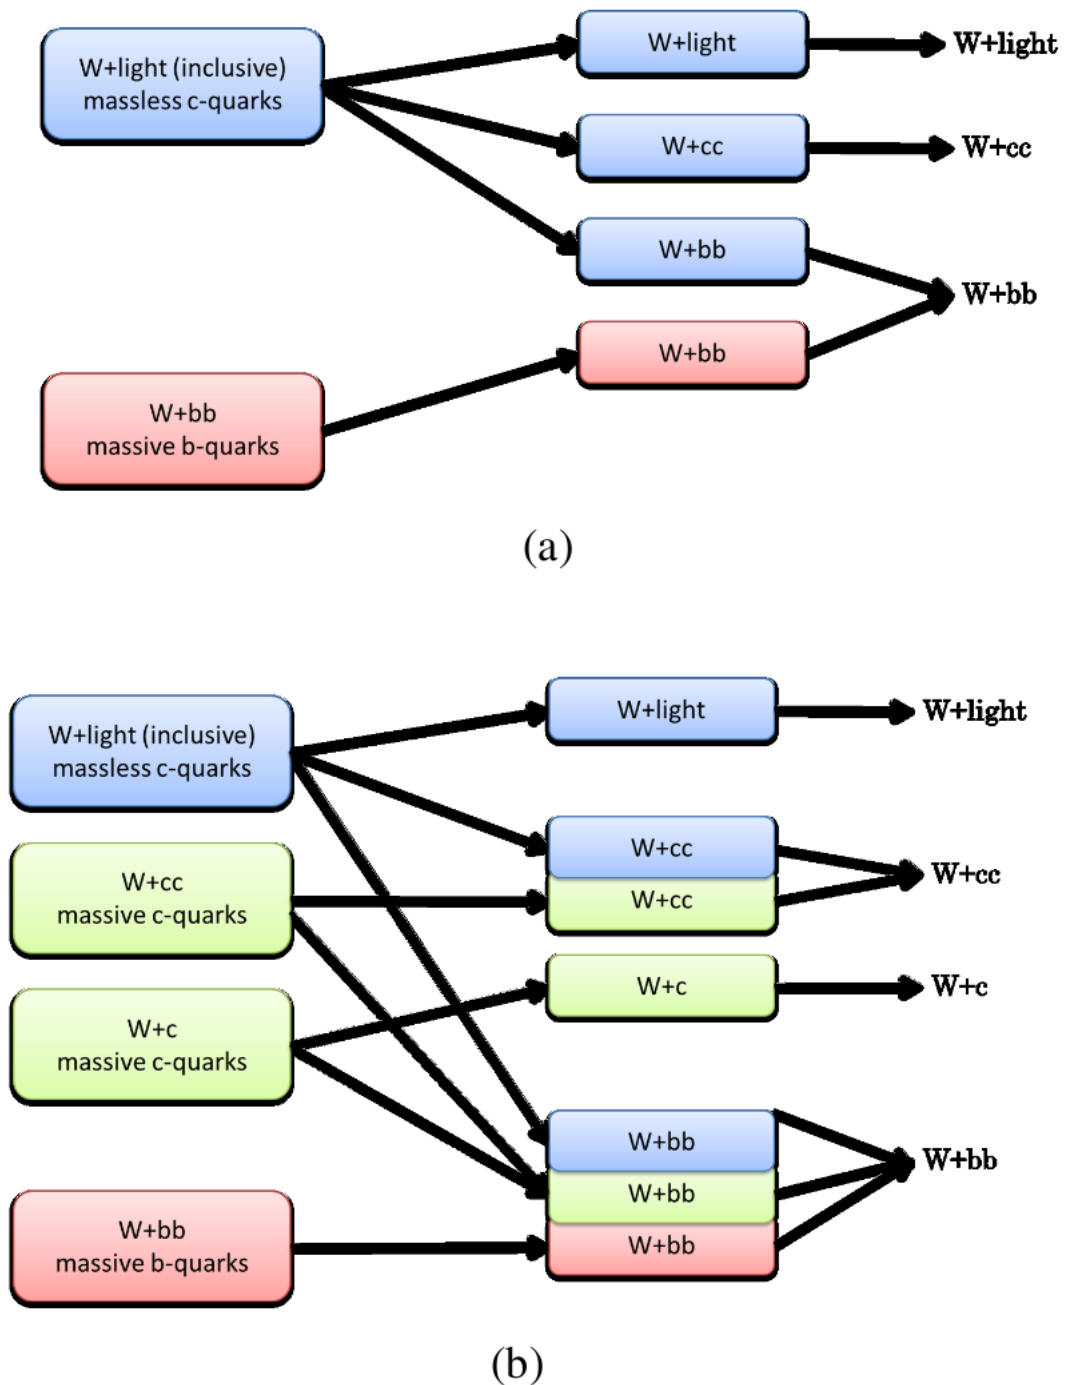 W+light (inclusive)
massless c-quarks
W+light
W+light
W+cc
W+cc
W+bb
W+bb
W+bb
W+bb
massive b-quarks
(a)
W+light (inclusive)
massless c-quarks
W+light
W+light
W+cc
massive c-quarks
W+cc
W+cc
W+cc
W+c
massive c-quarks
W+c
W+c
W+bb
massive b-quarks
W+bb
W+bb
W+bb
W+bb
(b)